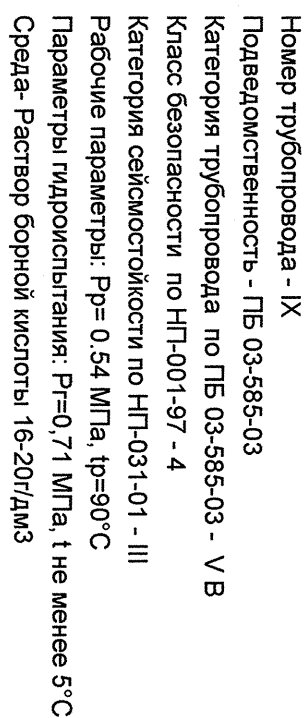 Номер трубопровода - IX
Подведомственность - ПБ 03-585-03
Категория трубопровода по ПБ 03-585-03 - V В
Класс безопасности по НП-001-97 - 4
Категория сейсмостойкости по НП-031-01 - III
Рабочие параметры: Рр= 0.54 МПа, tр=90°С
Параметры гидроиспытания: Рг=0,71 МПа, t не менее 5°С
Среда- Раствор борной кислоты 16-20г/дм3